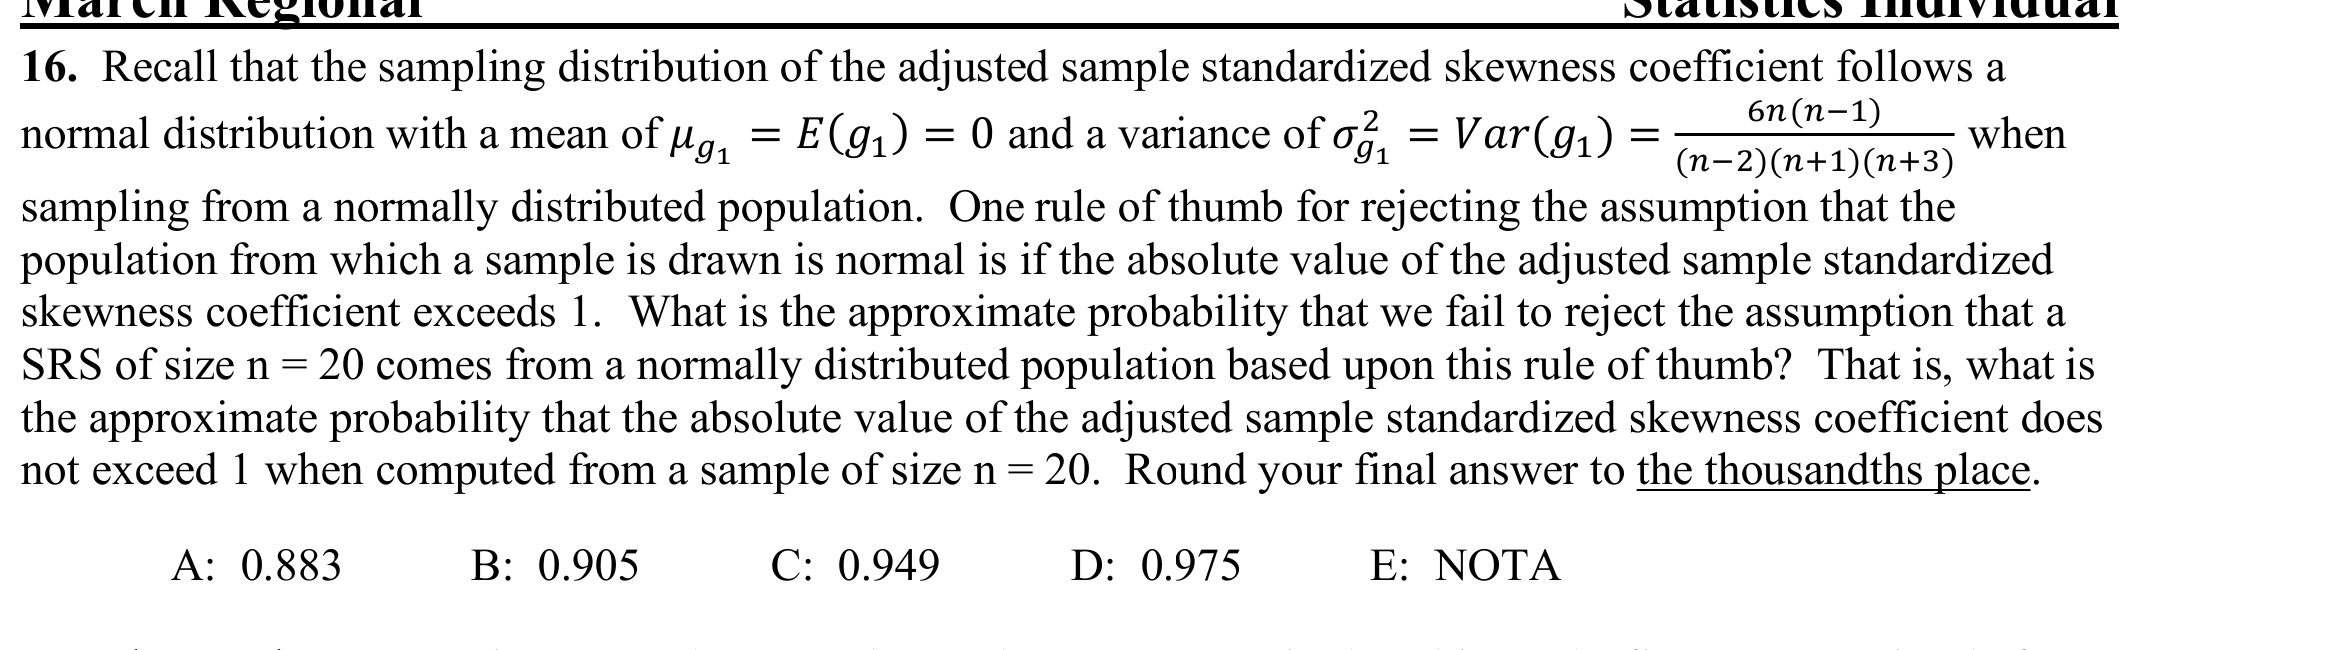 March Regional Statistics Individual
16. Recall that the sampling distribution of the adjusted sample standardized skewness coefficient follows a
normal distribution with a mean of μ_{g₁} = E(g₁) = 0 and a variance of σ²_{g₁} = Var(g₁) = \frac{6n(n−1)}{(n−2)(n+1)(n+3)} when
sampling from a normally distributed population. One rule of thumb for rejecting the assumption that the
population from which a sample is drawn is normal is if the absolute value of the adjusted sample standardized
skewness coefficient exceeds 1. What is the approximate probability that we fail to reject the assumption that a
SRS of size n = 20 comes from a normally distributed population based upon this rule of thumb? That is, what is
the approximate probability that the absolute value of the adjusted sample standardized skewness coefficient does
not exceed 1 when computed from a sample of size n = 20. Round your final answer to the thousandths place.
A: 0.883 B: 0.905 C: 0.949 D: 0.975 E: NOTA